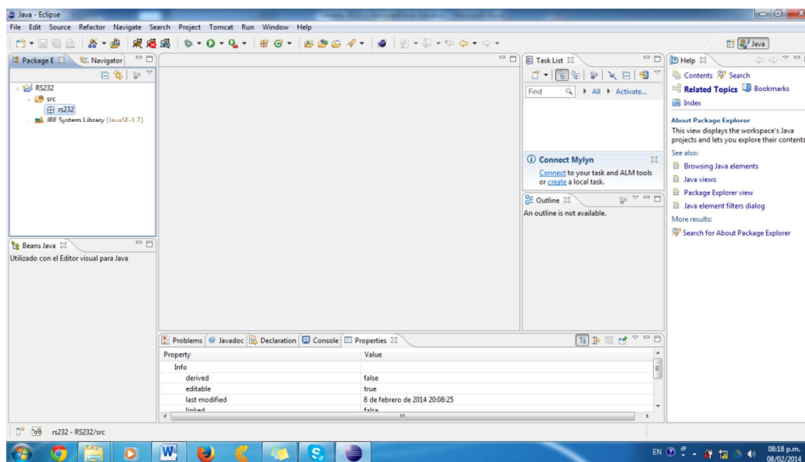 Java - Eclipse
File Edit Source Refactor Navigate Search Project Tomcat Run Window Help
Java
Package E
Navigator
RS232
src
rs232
JRE System Library [JavaSE-1.7]
Beans Java
Utilizado con el Editor visual para Java
Task List
Find
All
Activate...
Connect Mylyn
Connect to your task and ALM tools
or create a local task.
Outline
An outline is not available.
Help
Contents Search
Related Topics Bookmarks
Index
About Package Explorer
This view displays the workspace's Java
projects and lets you explore their contents
See also:
Browsing Java elements
Java views
Package Explorer view
Java element filters dialog
More results:
Search for About Package Explorer
Problems Javadoc Declaration Console Properties
Property Value
Info
derived false
editable true
last modified 8 de febrero de 2014 20:08:25
linked false
rs232 - RS232/src
EN
08:18 p.m.
08/02/2014